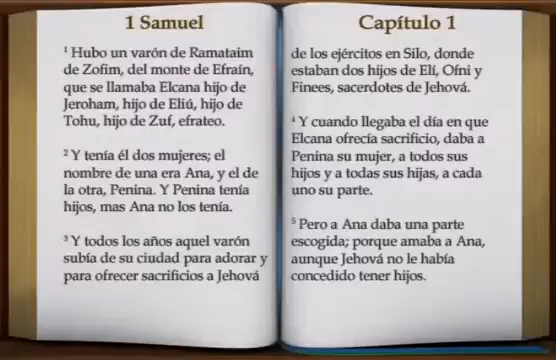 1 Samuel
¹ Hubo un varón de Ramataim
de Zofim, del monte de Efraín,
que se llamaba Elcana hijo de
Jeroham, hijo de Eliú, hijo de
Tohu, hijo de Zuf, efrateo.
² Y tenía él dos mujeres; el
nombre de una era Ana, y el de
la otra, Penina. Y Penina tenía
hijos, mas Ana no los tenía.
³ Y todos los años aquel varón
subía de su ciudad para adorar y
para ofrecer sacrificios a Jehová
Capítulo 1
de los ejércitos en Silo, donde
estaban dos hijos de Elí, Ofni y
Finees, sacerdotes de Jehová.
⁴ Y cuando llegaba el día en que
Elcana ofrecía sacrificio, daba a
Penina su mujer, a todos sus
hijos y a todas sus hijas, a cada
uno su parte.
⁵ Pero a Ana daba una parte
escogida; porque amaba a Ana,
aunque Jehová no le había
concedido tener hijos.